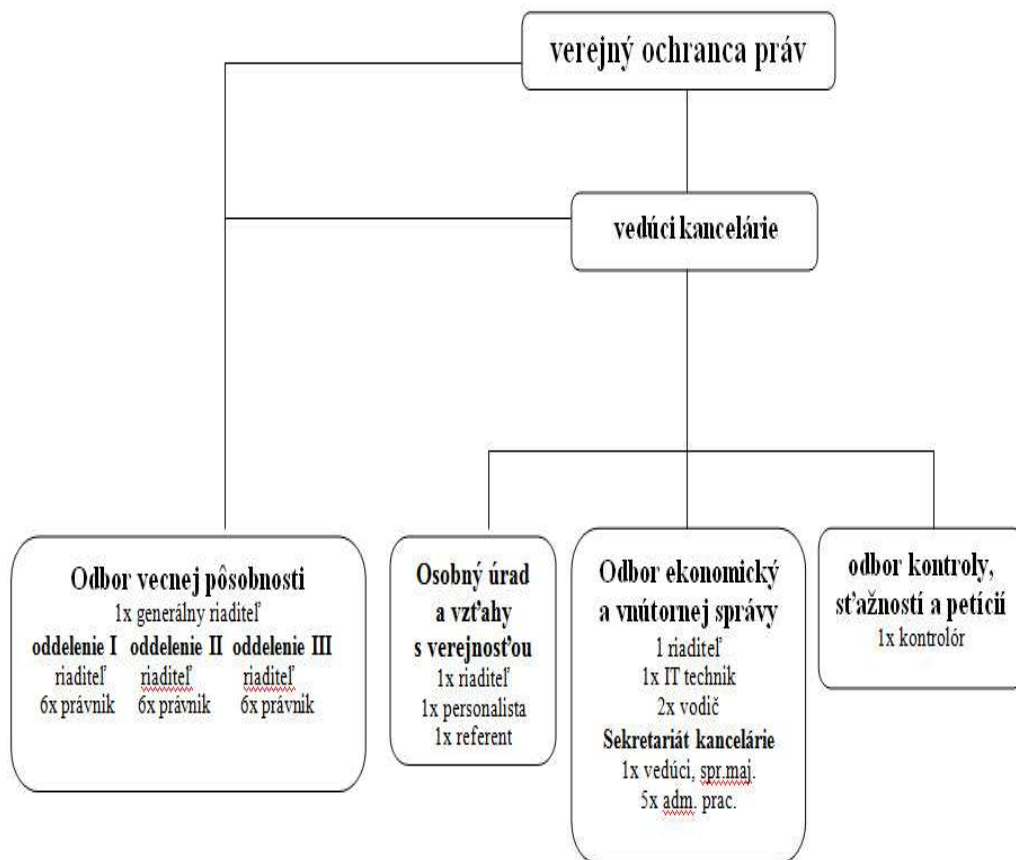 verejný ochranca práv
vedúci kancelárie
Odbor vecnej pôsobnosti
1x generálny riaditeľ
oddelenie I oddelenie II oddelenie III
riaditeľ riaditeľ riaditeľ
6x právnik 6x právnik 6x právnik
Osobný úrad
a vzťahy
s verejnosťou
1x riaditeľ
1x personalista
1x referent
Odbor ekonomický
a vnútornej správy
1 riaditeľ
1x IT technik
2x vodič
Sekretariát kancelárie
1x vedúci, spr.maj.
5x adm. prac.
odbor kontroly,
sťažností a petícií
1x kontrolór